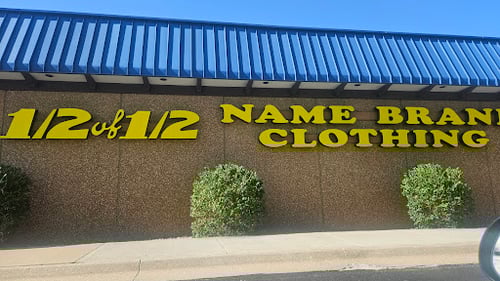 1/2 of 1/2
NAME BRAND
CLOTHING